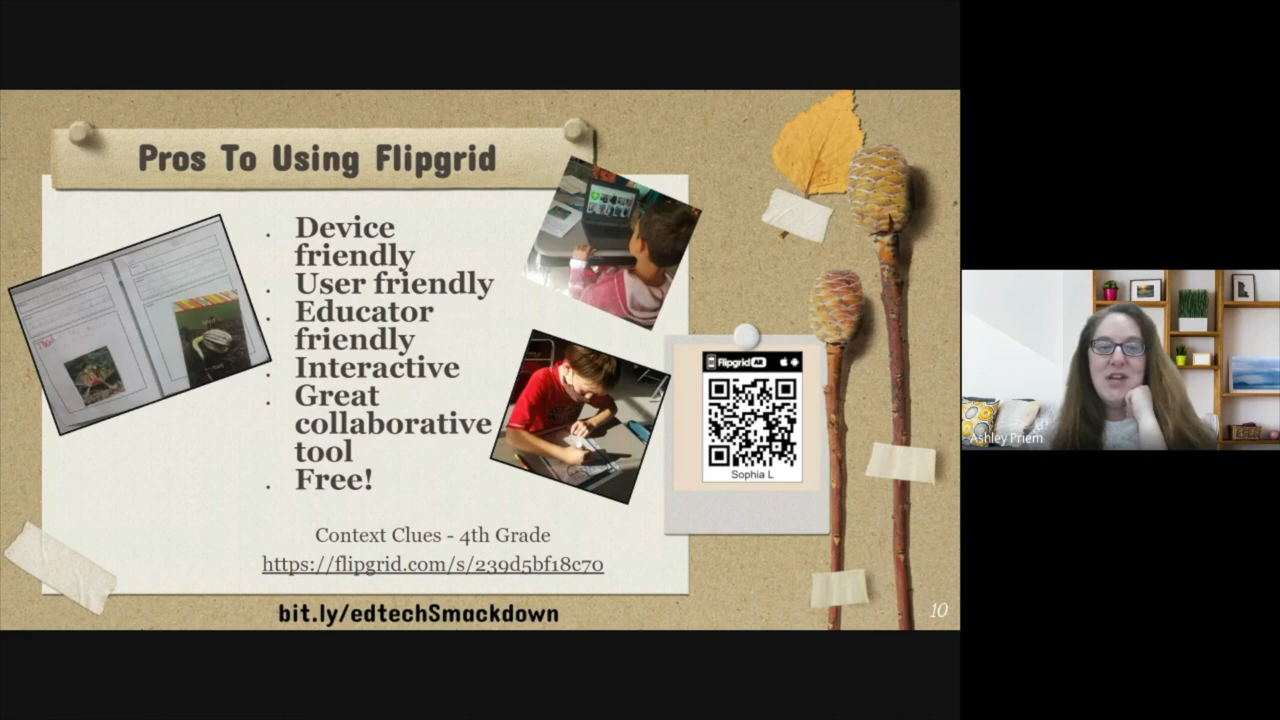 Pros To Using Flipgrid
. Device
friendly
. User friendly
. Educator
friendly
. Interactive
. Great
collaborative
tool
. Free!
Flipgrid AR
Sophia L
Context Clues - 4th Grade
https://flipgrid.com/s/239d5bf18c70
bit.ly/edtechSmackdown
10
Ashley Priem